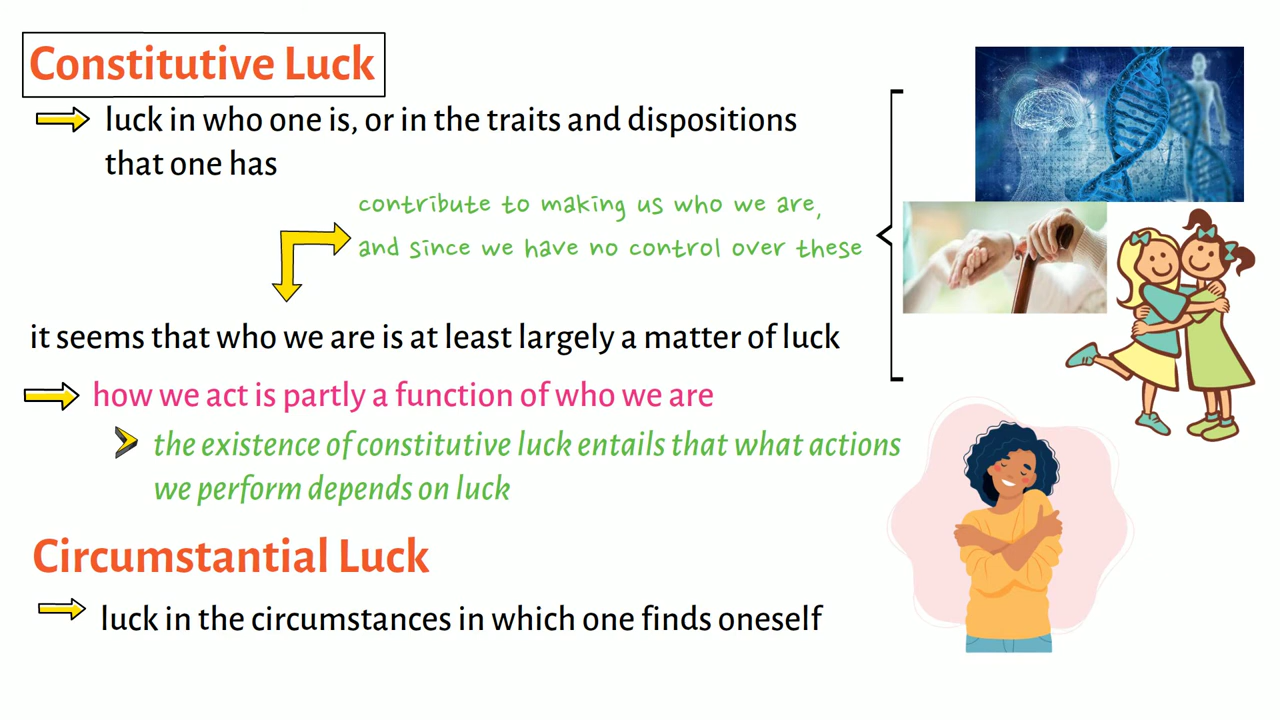 Constitutive Luck
luck in who one is, or in the traits and dispositions
that one has
contribute to making us who we are,
and since we have no control over these
it seems that who we are is at least largely a matter of luck
how we act is partly a function of who we are
the existence of constitutive luck entails that what actions
we perform depends on luck
Circumstantial Luck
luck in the circumstances in which one finds oneself